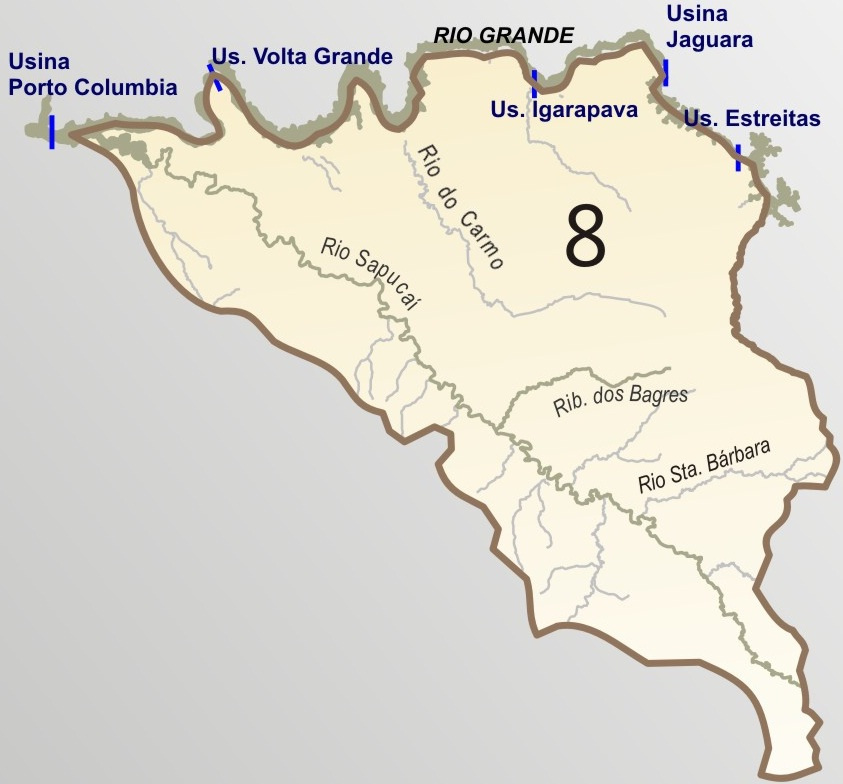 Usina
Jaguara
RIO GRANDE
Us. Volta Grande
Usina
Porto Columbia
Us. Igarapava
Us. Estreitas
Rio do Carmo
8
Rio Sapucaí
Rib. dos Bagres
Rio Sta. Bárbara